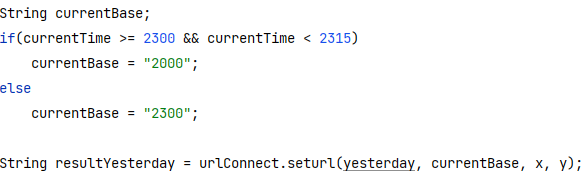 String currentBase;
if(currentTime >= 2300 && currentTime < 2315)
    currentBase = "2000";
else
    currentBase = "2300";

String resultYesterday = urlConnect.seturl(yesterday, currentBase, x, y);